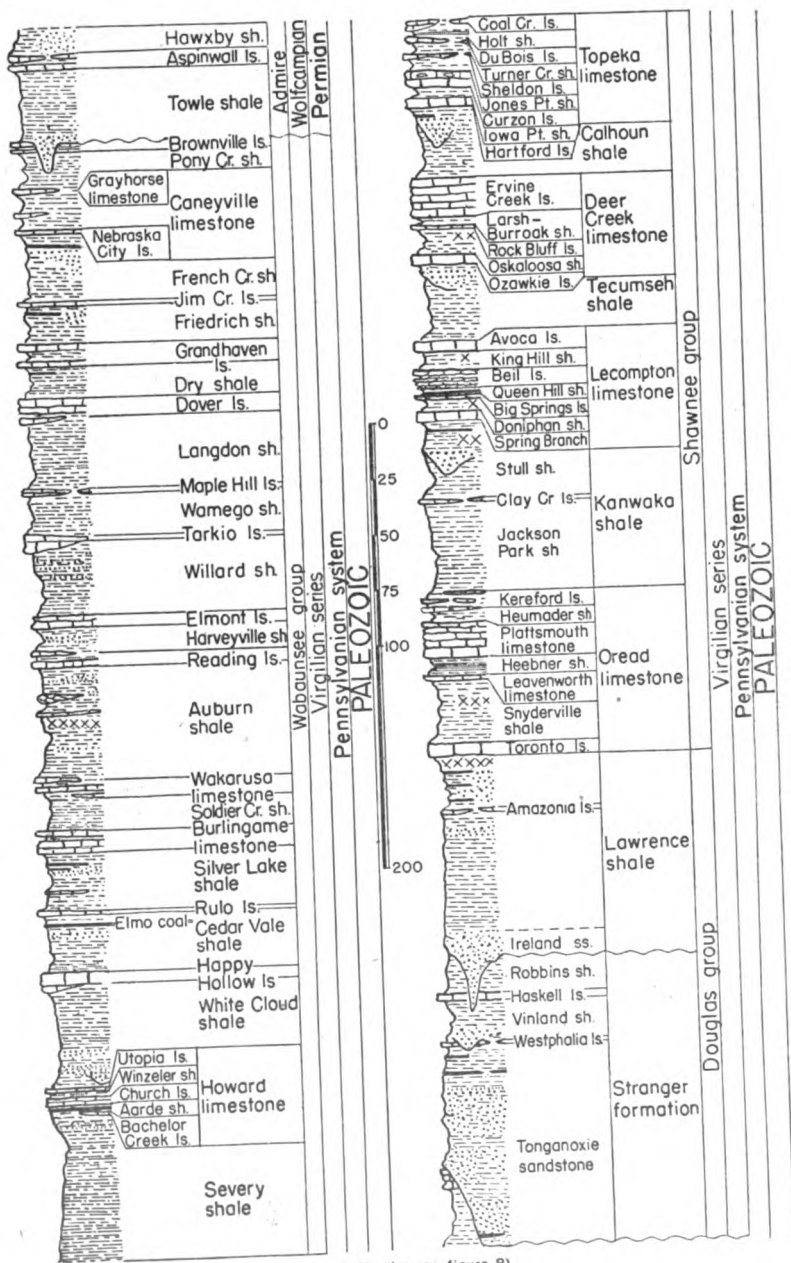 Hawxby sh.
Aspinwall ls.
Towle shale
Brownville ls.
Pony Cr. sh.
Grayhorse
limestone
Caneyville
limestone
Nebraska
City ls.
French Cr. sh
Jim Cr. ls.
Friedrich sh.
Grandhaven
ls.
Dry shale
Dover ls.
Langdon sh.
Maple Hill ls.
Wamego sh.
Tarkio ls.
Willard sh.
Elmont ls.
Harveyville sh
Reading ls.
Auburn
shale
Wakarusa
limestone
Soldier Cr. sh.
Burlingame
limestone
Silver Lake
shale
Rulo ls.
Elmo coal
Cedar Vale
shale
Happy
Hollow ls
White Cloud
shale
Utopia ls.
Winzeler sh
Church ls.
Aarde sh.
Bachelor
Creek ls.
Howard
limestone
Severy
shale
Admire
Wolfcampian
Permian
Wabaunsee group
Virgilian series
Pennsylvanian system
PALEOZOIC
0
25
50
75
100
200
Coal Cr. ls.
Holt sh.
Du Bois ls.
Turner Cr. sh
Sheldon ls.
Jones Pt. sh.
Curzon ls.
Iowa Pt. sh.
Hartford ls.
Topeka
limestone
Calhoun
shale
Ervine
Creek ls.
Larsh-
Burroak sh.
Rock Bluff ls.
Oskaloosa sh.
Ozawkie ls.
Deer
Creek
limestone
Tecumseh
shale
Avoca ls.
King Hill sh.
Beil ls.
Queen Hill sh.
Big Springs ls.
Doniphan sh.
Spring Branch
Lecompton
limestone
Stull sh.
Clay Cr ls.
Jackson
Park sh
Kanwaka
shale
Kereford ls.
Heumader sh
Plattsmouth
limestone
Heebner sh.
Leavenworth
limestone
Snyderville
shale
Toronto ls.
Oread
limestone
Amazonia ls.
Lawrence
shale
Ireland ss.
Robbins sh.
Haskell ls.
Vinland sh.
Westphalia ls.
Tonganoxie
sandstone
Stranger
formation
Shawnee group
Douglas group
Virgilian series
Pennsylvanian system
PALEOZOIC
figure 8)